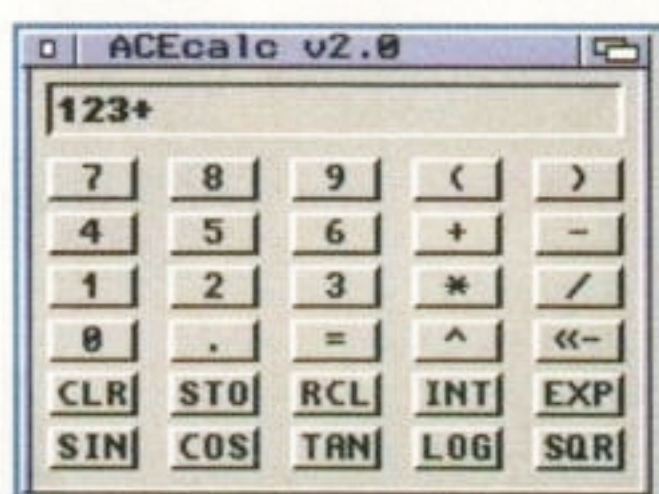 ACEcalc v2.0
123+
7 8 9 ( )
4 5 6 + -
1 2 3 * /
0 . = ^ <<-
CLR STO RCL INT EXP
SIN COS TAN LOG SQR